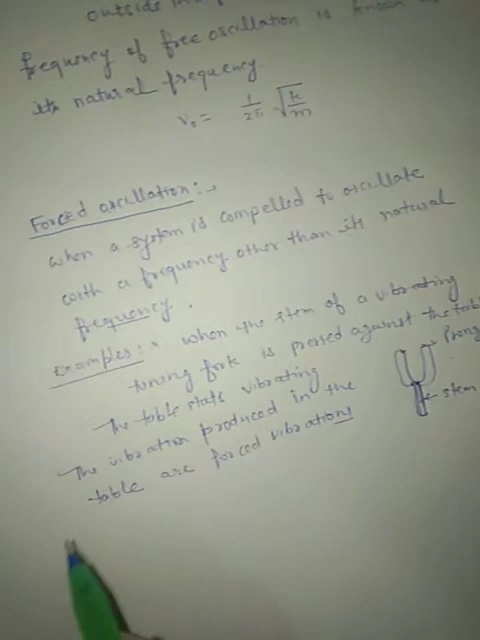 outside
frequency of free oscillation is known
its natural frequency.
ν₀ = 1/2π √k/m
Forced oscillation :→
when a system is compelled to oscillate
with a frequency other than its natural
frequency.
Examples :→ when the stem of a vibrating
tuning fork is pressed against the table
Prong
The table stats vibrating
stem
The vibration produced in the
table are forced vibrations